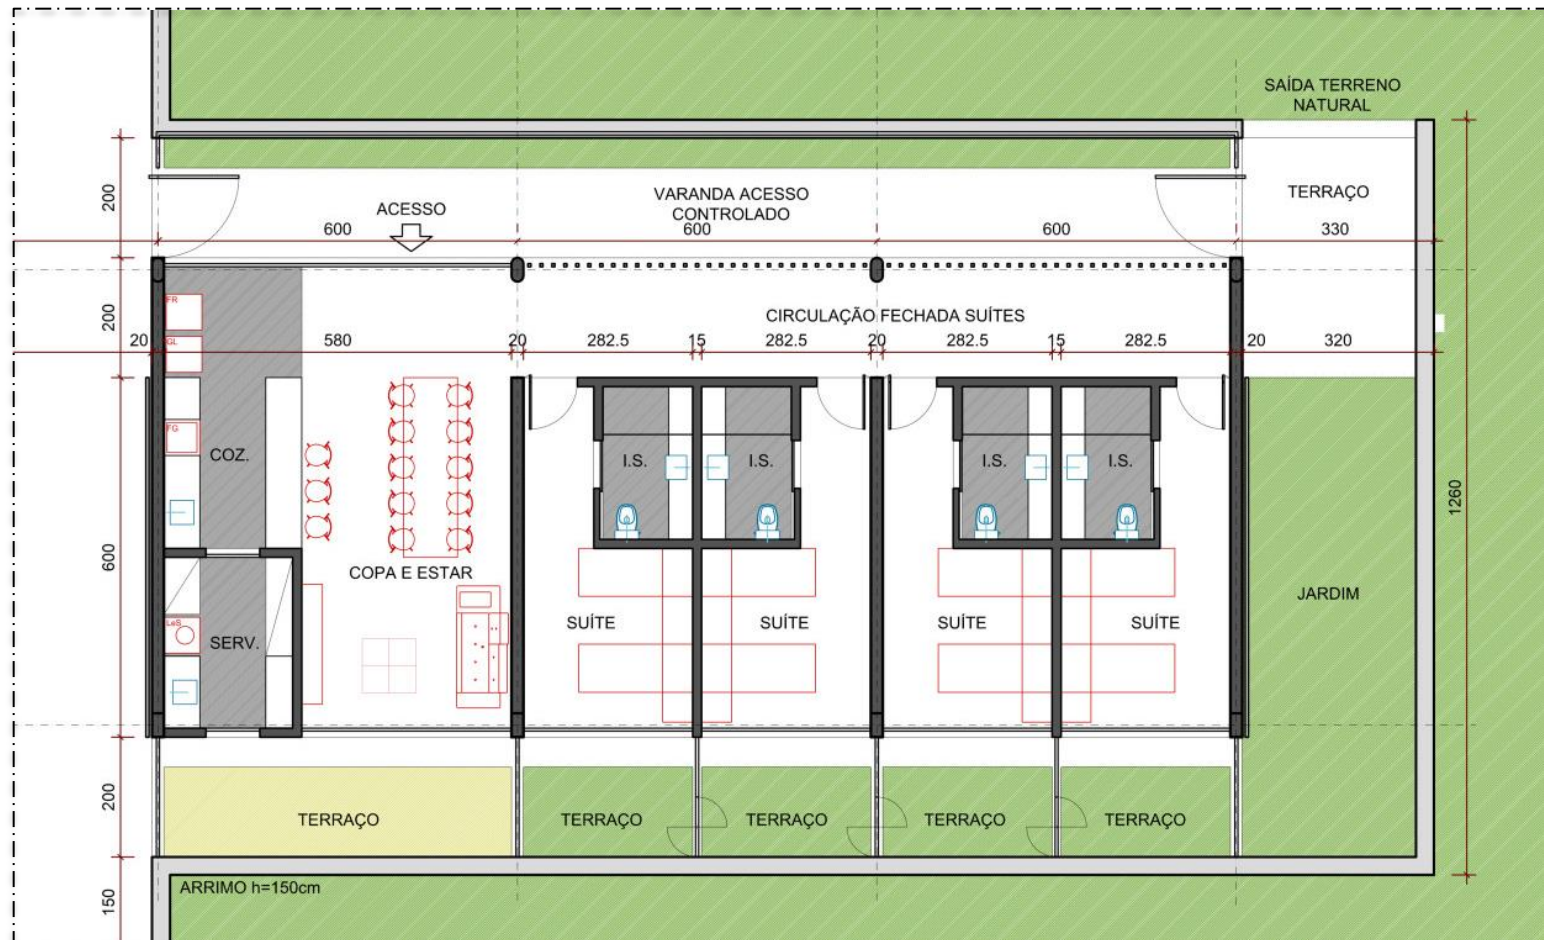 SAÍDA TERRENO
NATURAL
200
VARANDA ACESSO
CONTROLADO
TERRAÇO
ACESSO
600
600
600
330
FR
200
CIRCULAÇÃO FECHADA SUÍTES
GL
20
580
20
282.5
15
282.5
20
282.5
15
282.5
20
320
FG
COZ.
I.S.
I.S.
I.S.
I.S.
1260
600
COPA E ESTAR
JARDIM
LeS
SERV.
SUÍTE
SUÍTE
SUÍTE
SUÍTE
200
TERRAÇO
TERRAÇO
TERRAÇO
TERRAÇO
TERRAÇO
ARRIMO h=150cm
150